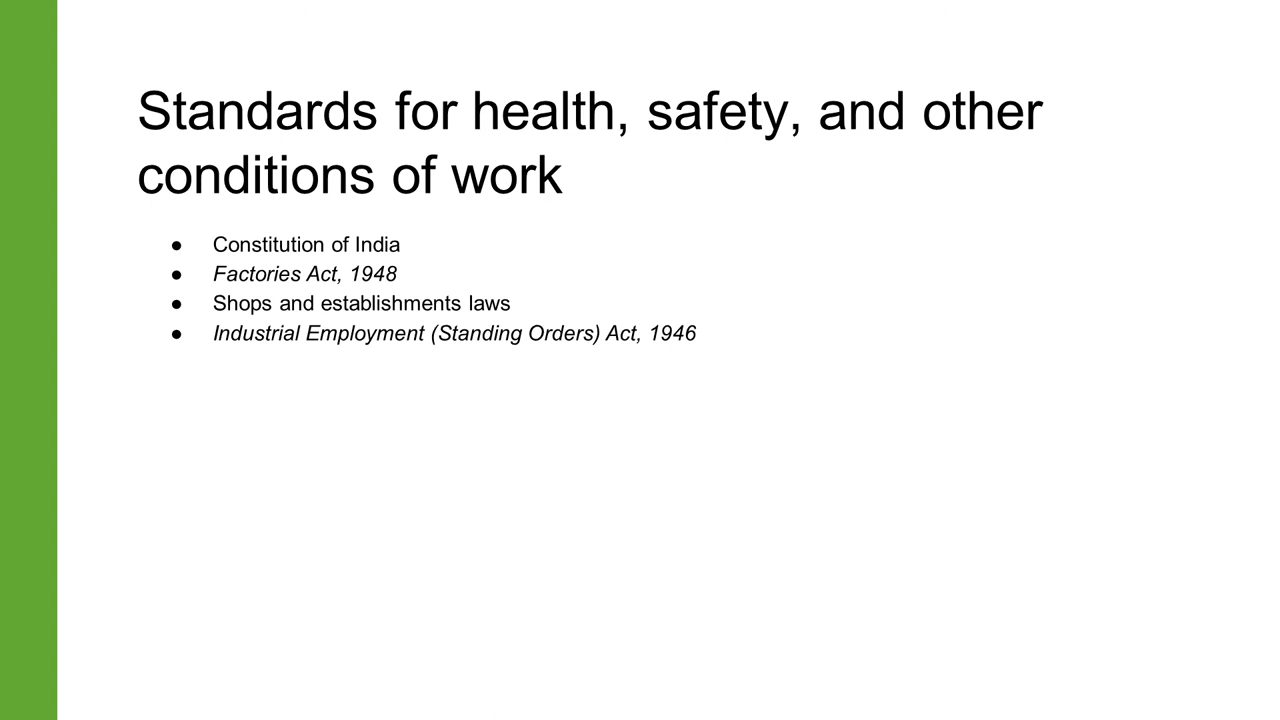 Standards for health, safety, and other
conditions of work
● Constitution of India
● Factories Act, 1948
● Shops and establishments laws
● Industrial Employment (Standing Orders) Act, 1946